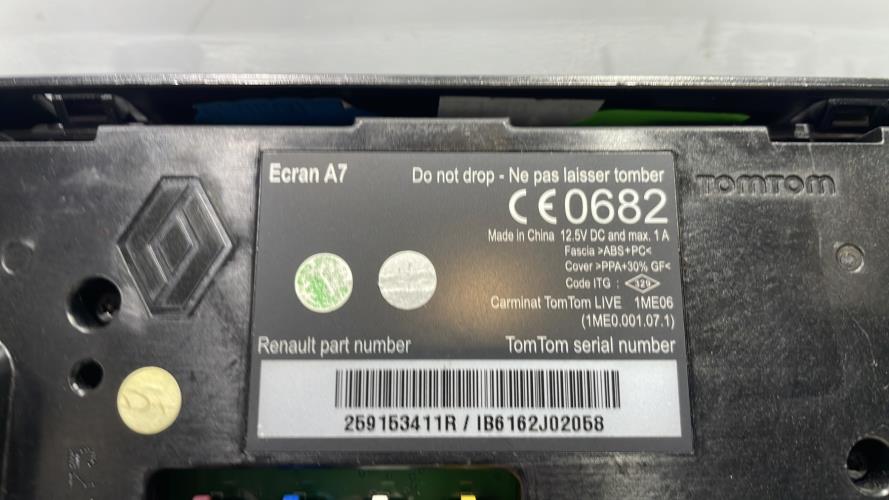 Ecran A7
Do not drop - Ne pas laisser tomber
TOMTOM
CE 0682
Made in China 12.5V DC and max. 1 A
Fascia >ABS+PC<
Cover >PPA+30% GF<
Code ITG : 329
Carminat TomTom LIVE 1ME06
(1ME0.001.07.1)
Renault part number
TomTom serial number
259153411R / IB6162J02058